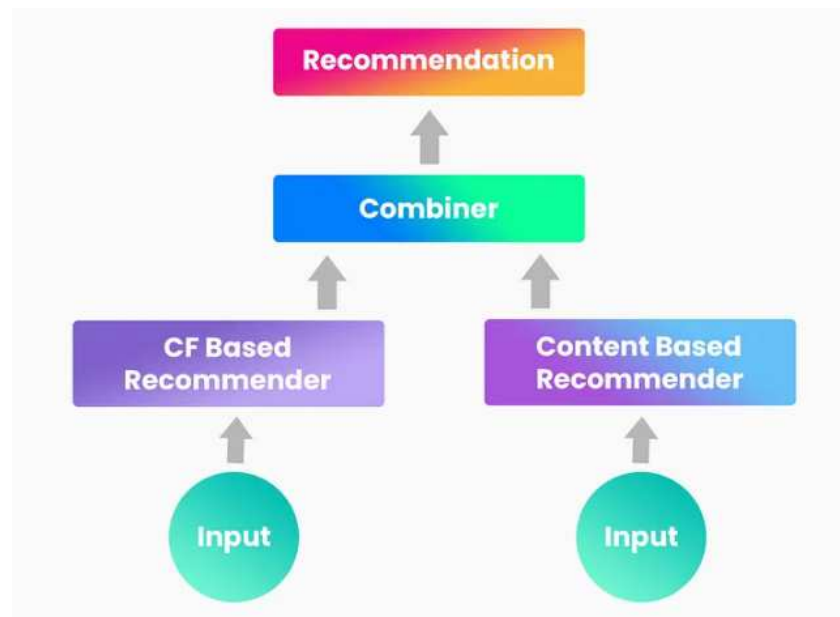 Recommendation
Combiner
CF Based
Recommender
Content Based
Recommender
Input
Input